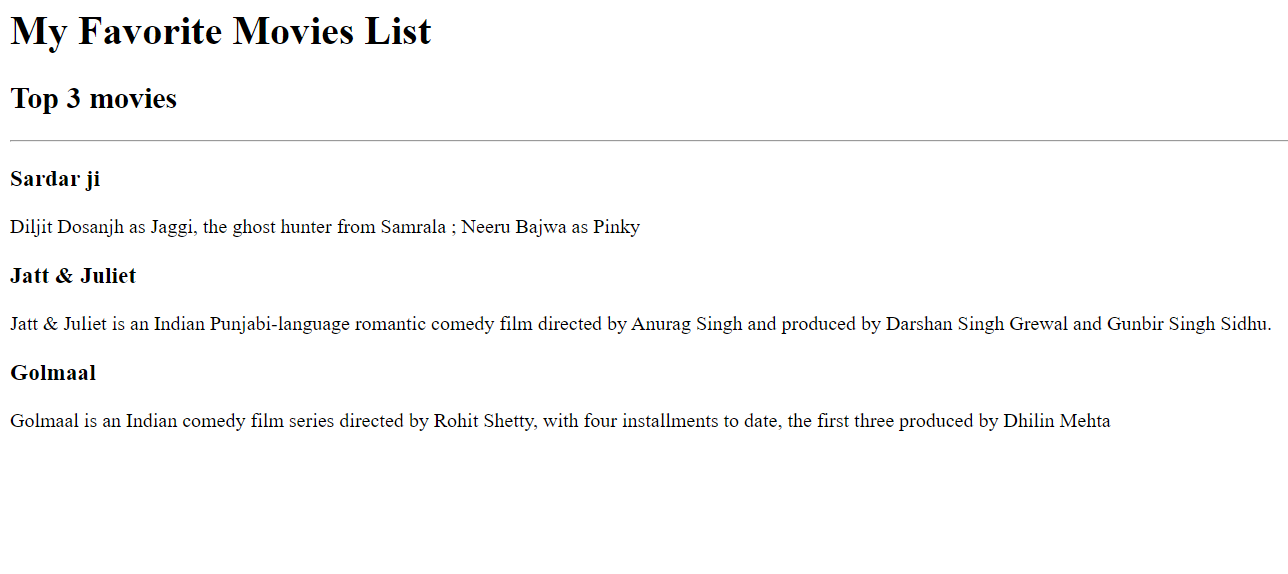 My Favorite Movies List
Top 3 movies
Sardar ji
Diljit Dosanjh as Jaggi, the ghost hunter from Samrala ; Neeru Bajwa as Pinky
Jatt & Juliet
Jatt & Juliet is an Indian Punjabi-language romantic comedy film directed by Anurag Singh and produced by Darshan Singh Grewal and Gunbir Singh Sidhu.
Golmaal
Golmaal is an Indian comedy film series directed by Rohit Shetty, with four installments to date, the first three produced by Dhilin Mehta